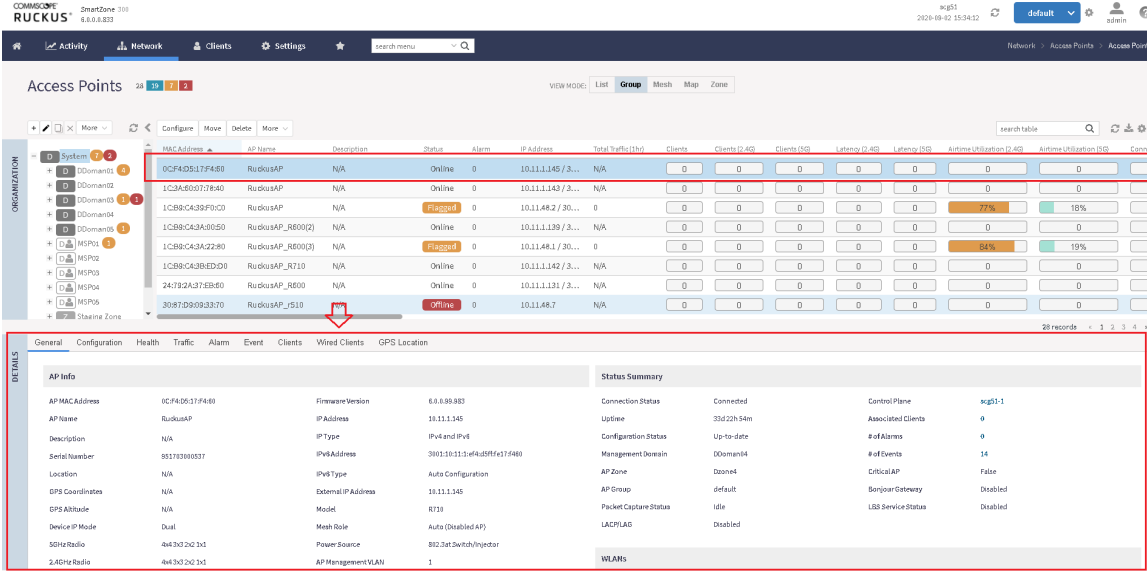 COMMSCOPE SmartZone 300 scg51
RUCKUS 6.0.0.0.833 2020-09-02 15:34:12 default admin
Activity Network Clients Settings search menu Network > Access Points > Access Point
Access Points 28 19 7 2 VIEW MODE: List Group Mesh Map Zone
+ More Configure Move Delete More search table
ORGANIZATION
System 7 2
DDoman01 4
DDoman02
DDoman03 1 1
DDoman04
DDoman05 1
MSP01 1
MSP02
MSP03
MSP04
MSP05
Staging Zone
MAC Address AP Name Description Status Alarm IP Address Total Traffic (1hr) Clients Clients (2.4G) Clients (5G) Latency (2.4G) Latency (5G) Airtime Utilization (2.4G) Airtime Utilization (5G) Conn
0C:F4:D5:17:F4:60 RuckusAP N/A Online 0 10.11.1.145 / 3... N/A 0 0 0 0 0 0 0
1C:3A:60:07:78:40 RuckusAP N/A Online 0 10.11.1.143 / 3... N/A 0 0 0 0 0 0 0
1C:B9:C4:39:F0:C0 RuckusAP N/A Flagged 0 10.11.48.2 / 30... 0 0 0 0 0 0 77% 18%
1C:B9:C4:3A:00:50 RuckusAP_R600(2) N/A Online 0 10.11.1.139 / 3... N/A 0 0 0 0 0 0 0
1C:B9:C4:3A:22:80 RuckusAP_R600(3) N/A Flagged 0 10.11.48.1 / 30... 0 0 0 0 0 0 84% 19%
1C:B9:C4:3B:ED:D0 RuckusAP_R710 N/A Online 0 10.11.1.142 / 3... N/A 0 0 0 0 0 0 0
24:79:2A:37:EB:60 RuckusAP_R600 N/A Online 0 10.11.1.131 / 3... N/A 0 0 0 0 0 0 0
30:87:D9:09:33:70 RuckusAP_r510 N/A Offline 0 10.11.48.7 N/A 0 0 0 0 0 0 0
28 records 1 2 3 4
DETAILS
General Configuration Health Traffic Alarm Event Clients Wired Clients GPS Location
AP Info
AP MAC Address 0C:F4:D5:17:F4:60 Firmware Version 6.0.0.99.983
AP Name RuckusAP IP Address 10.11.1.145
Description N/A IP Type IPv4 and IPv6
Serial Number 951703000537 IPv6 Address 3001:10:11:1:ef4:d5ff:fe17:f460
Location N/A IPv6 Type Auto Configuration
GPS Coordinates N/A External IP Address 10.11.1.145
GPS Altitude N/A Model R710
Device IP Mode Dual Mesh Role Auto (Disabled AP)
5GHz Radio 4x4 3x3 2x2 1x1 Power Source 802.3at Switch/Injector
2.4GHz Radio 4x4 3x3 2x2 1x1 AP Management VLAN 1
Status Summary
Connection Status Connected Control Plane scg51-1
Uptime 33d 22h 54m Associated Clients 0
Configuration Status Up-to-date # of Alarms 0
Management Domain DDoman04 # of Events 14
AP Zone Dzone4 Critical AP False
AP Group default Bonjour Gateway Disabled
Packet Capture Status Idle LBS Service Status Disabled
LACP/LAG Disabled
WLANs